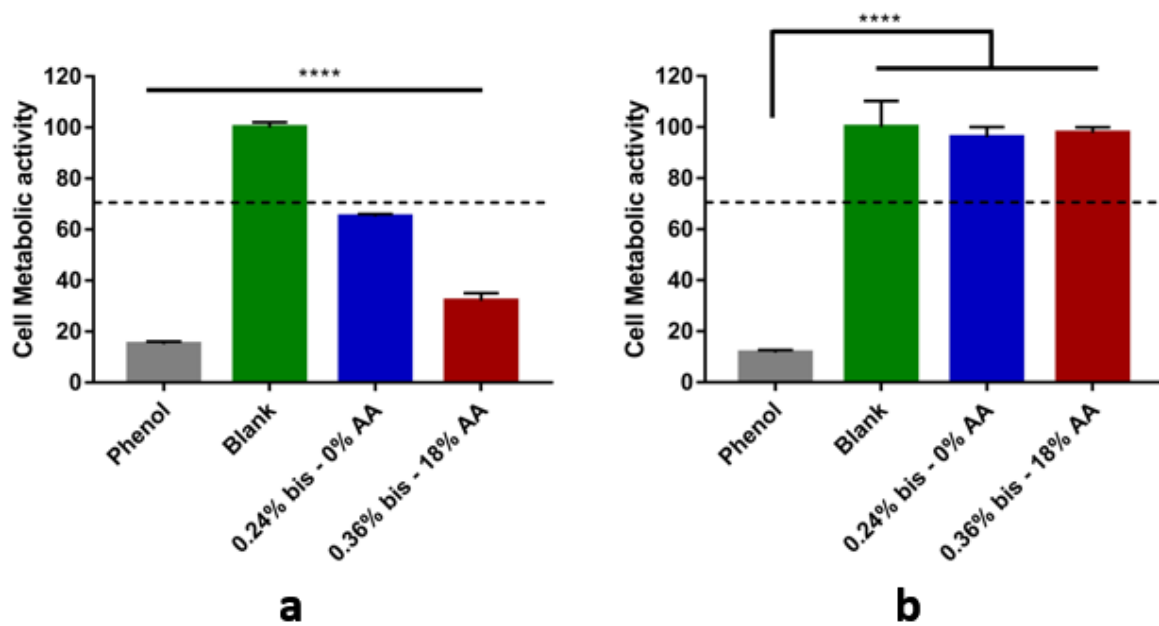 ****
120
100
80
60
40
20
0
Cell Metabolic activity
Phenol
Blank
0.24% bis - 0% AA
0.36% bis - 18% AA
a
****
120
100
80
60
40
20
0
Cell Metabolic activity
Phenol
Blank
0.24% bis - 0% AA
0.36% bis - 18% AA
b